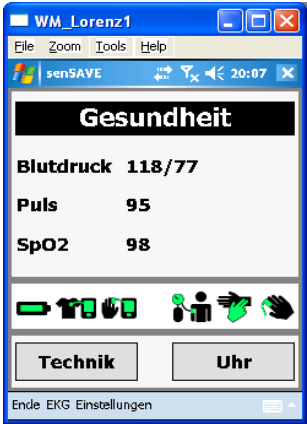 WM_Lorenz1
File Zoom Tools Help
senSAVE 20:07
Gesundheit
Blutdruck 118/77
Puls 95
SpO2 98
Technik Uhr
Ende EKG Einstellungen